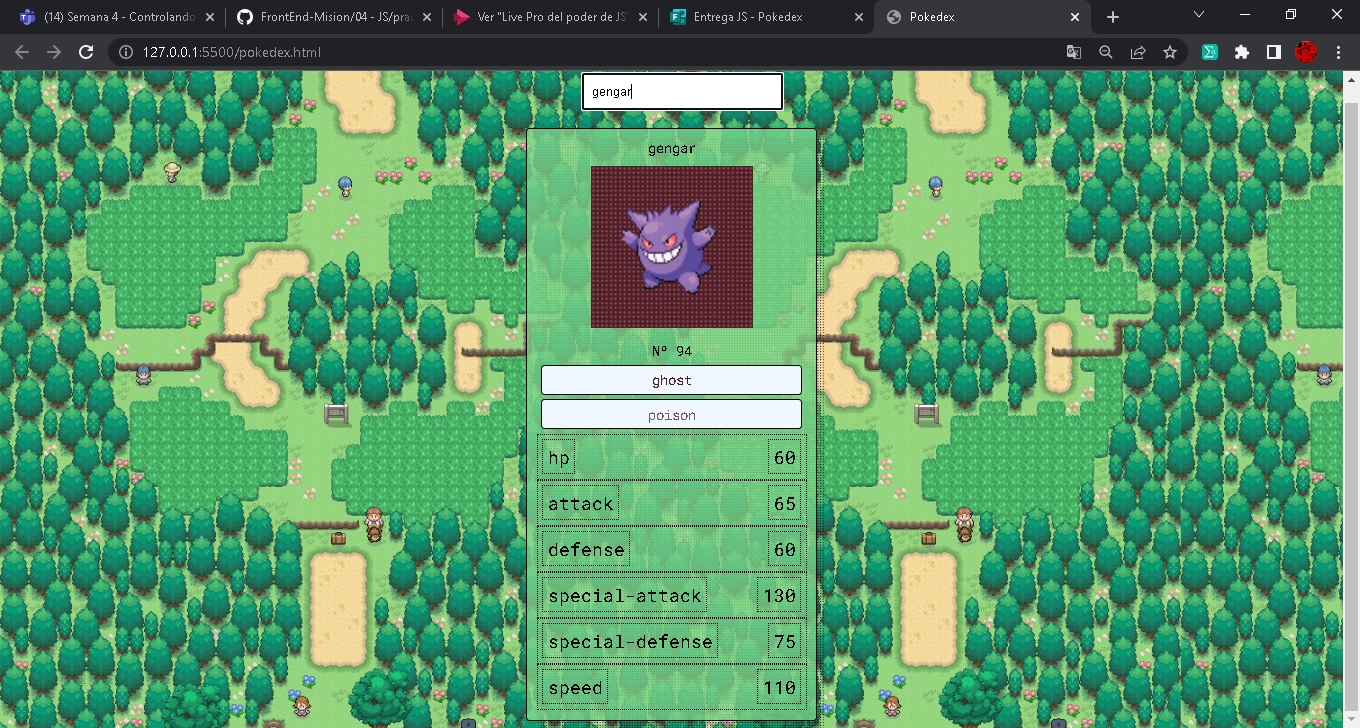 (14) Semana 4 - Controlando
FrontEnd-Mision/04 - JS/prac
Ver "Live Pro del poder de JS"
Entrega JS - Pokedex
Pokedex
127.0.0.1:5500/pokedex.html
gengar
gengar
Nº 94
ghost
poison
hp 60
attack 65
defense 60
special-attack 130
special-defense 75
speed 110